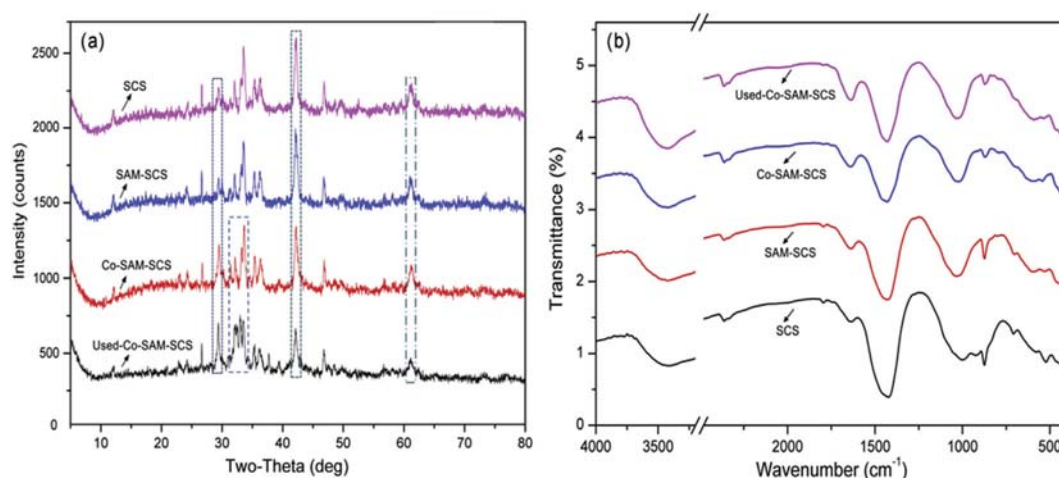 (a)
2500
2000
1500
1000
500
0
Intensity (counts)
SCS
SAM-SCS
Co-SAM-SCS
Used-Co-SAM-SCS
10 20 30 40 50 60 70 80
Two-Theta (deg)
(b)
5
4
3
2
1
0
Transmittance (%)
Used-Co-SAM-SCS
Co-SAM-SCS
SAM-SCS
SCS
4000 3500 2000 1500 1000 500
Wavenumber (cm⁻¹)